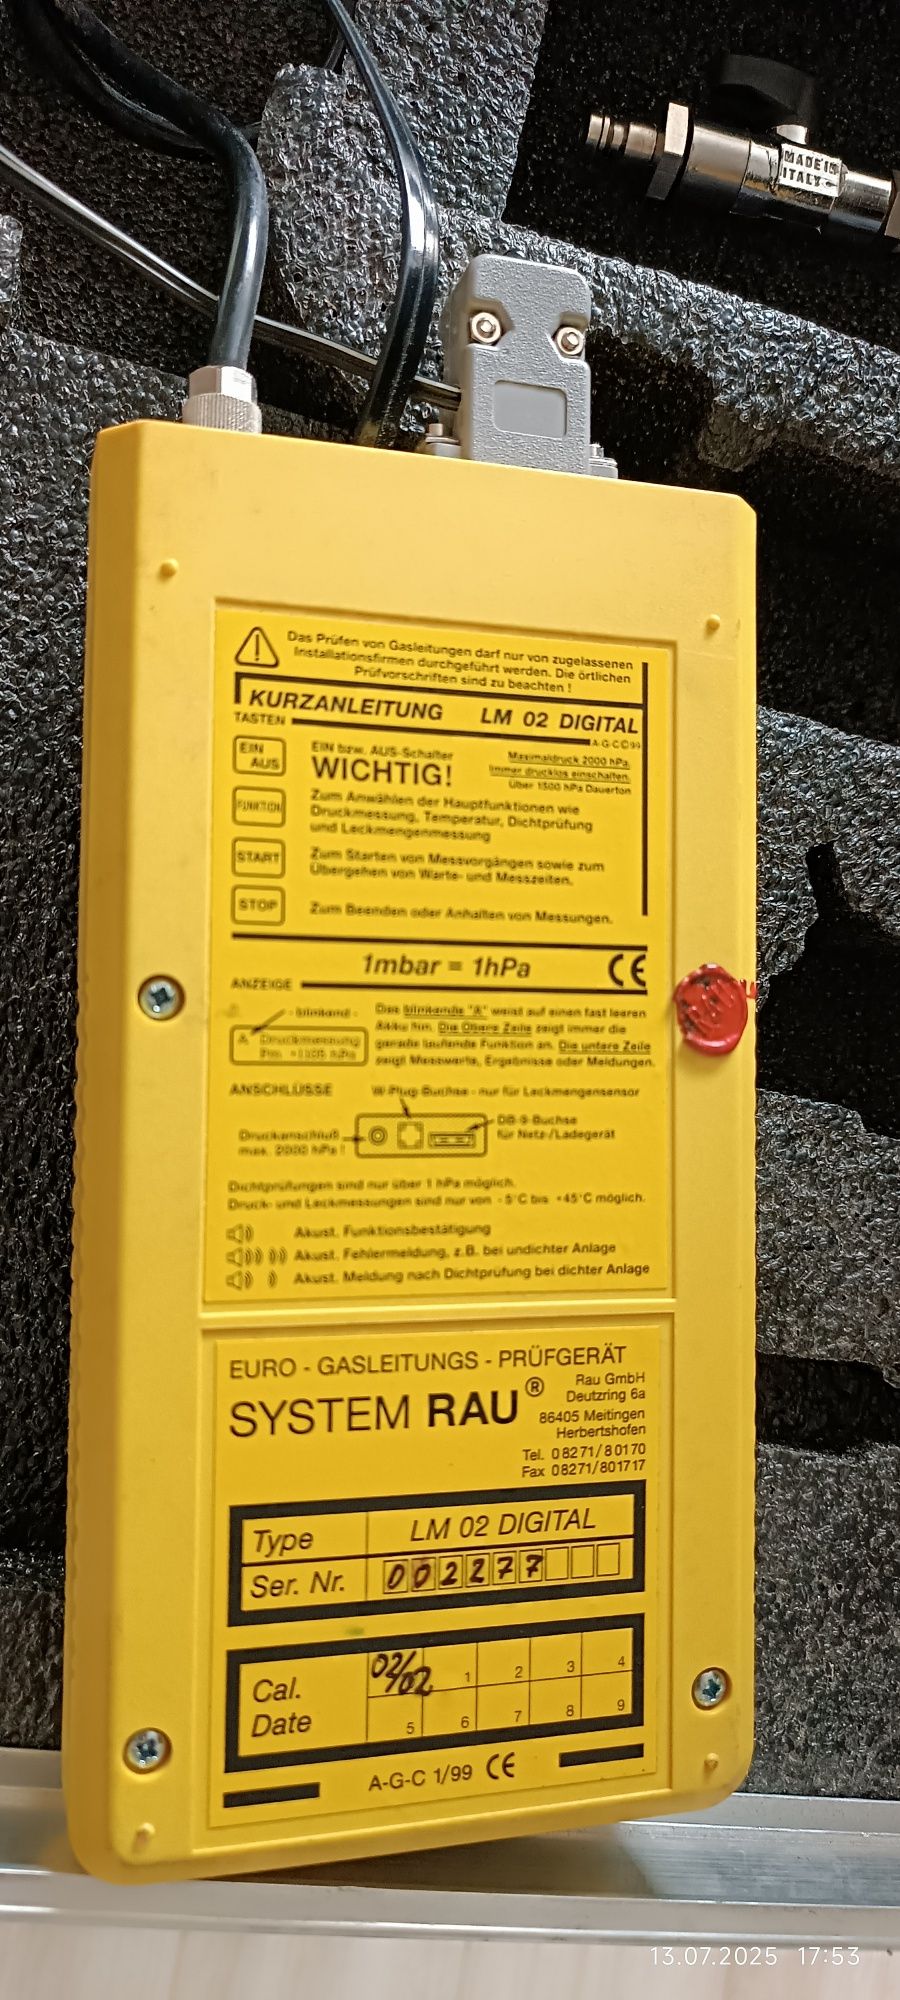 MADE IN
ITALY
Das Prüfen von Gasleitungen darf nur von zugelassenen
Installationsfirmen durchgeführt werden. Die örtlichen
Prüfvorschriften sind zu beachten !
KURZANLEITUNG LM 02 DIGITAL
TASTEN
A-G-C©99
EIN
AUS
EIN bzw. AUS-Schalter
WICHTIG!
Maximaldruck 2000 hPa.
Immer drucklos einschalten.
Über 1500 hPa Dauerton
FUNKTION
Zum Anwählen der Hauptfunktionen wie
Druckmessung, Temperatur, Dichtprüfung
und Leckmengenmessung
START
Zum Starten von Messvorgängen sowie zum
Übergehen von Warte- und Messzeiten.
STOP
Zum Beenden oder Anhalten von Messungen.
1mbar = 1hPa CE
ANZEIGE
- blinkend -
A Druckmessung
Das blinkende "A" weist auf einen fast leeren
Akku hin. Die Obere Zeile zeigt immer die
gerade laufende Funktion an. Die untere Zeile
zeigt Messwerte, Ergebnisse oder Meldungen.
ANSCHLÜSSE
W-Plug-Buchse - nur für Leckmengensensor
Druckanschluß
max. 2000 hPa !
DB-9-Buchse
für Netz-/Ladegerät
Dichtprüfungen sind nur über 1 hPa möglich.
Druck- und Leckmessungen sind nur von - 5°C bis +45°C möglich.
Akust. Funktionsbestätigung
Akust. Fehlermeldung, z.B. bei undichter Anlage
Akust. Meldung nach Dichtprüfung bei dichter Anlage
EURO - GASLEITUNGS - PRÜFGERÄT
SYSTEM RAU®
Rau GmbH
Deutzring 6a
86405 Meitingen
Herbertshofen
Tel. 08271/80170
Fax 08271/801717
Type LM 02 DIGITAL
Ser. Nr. 002277
Cal.
Date
02/02 1 2 3 4
5 6 7 8 9
A-G-C 1/99 CE
13.07.2025 17:53